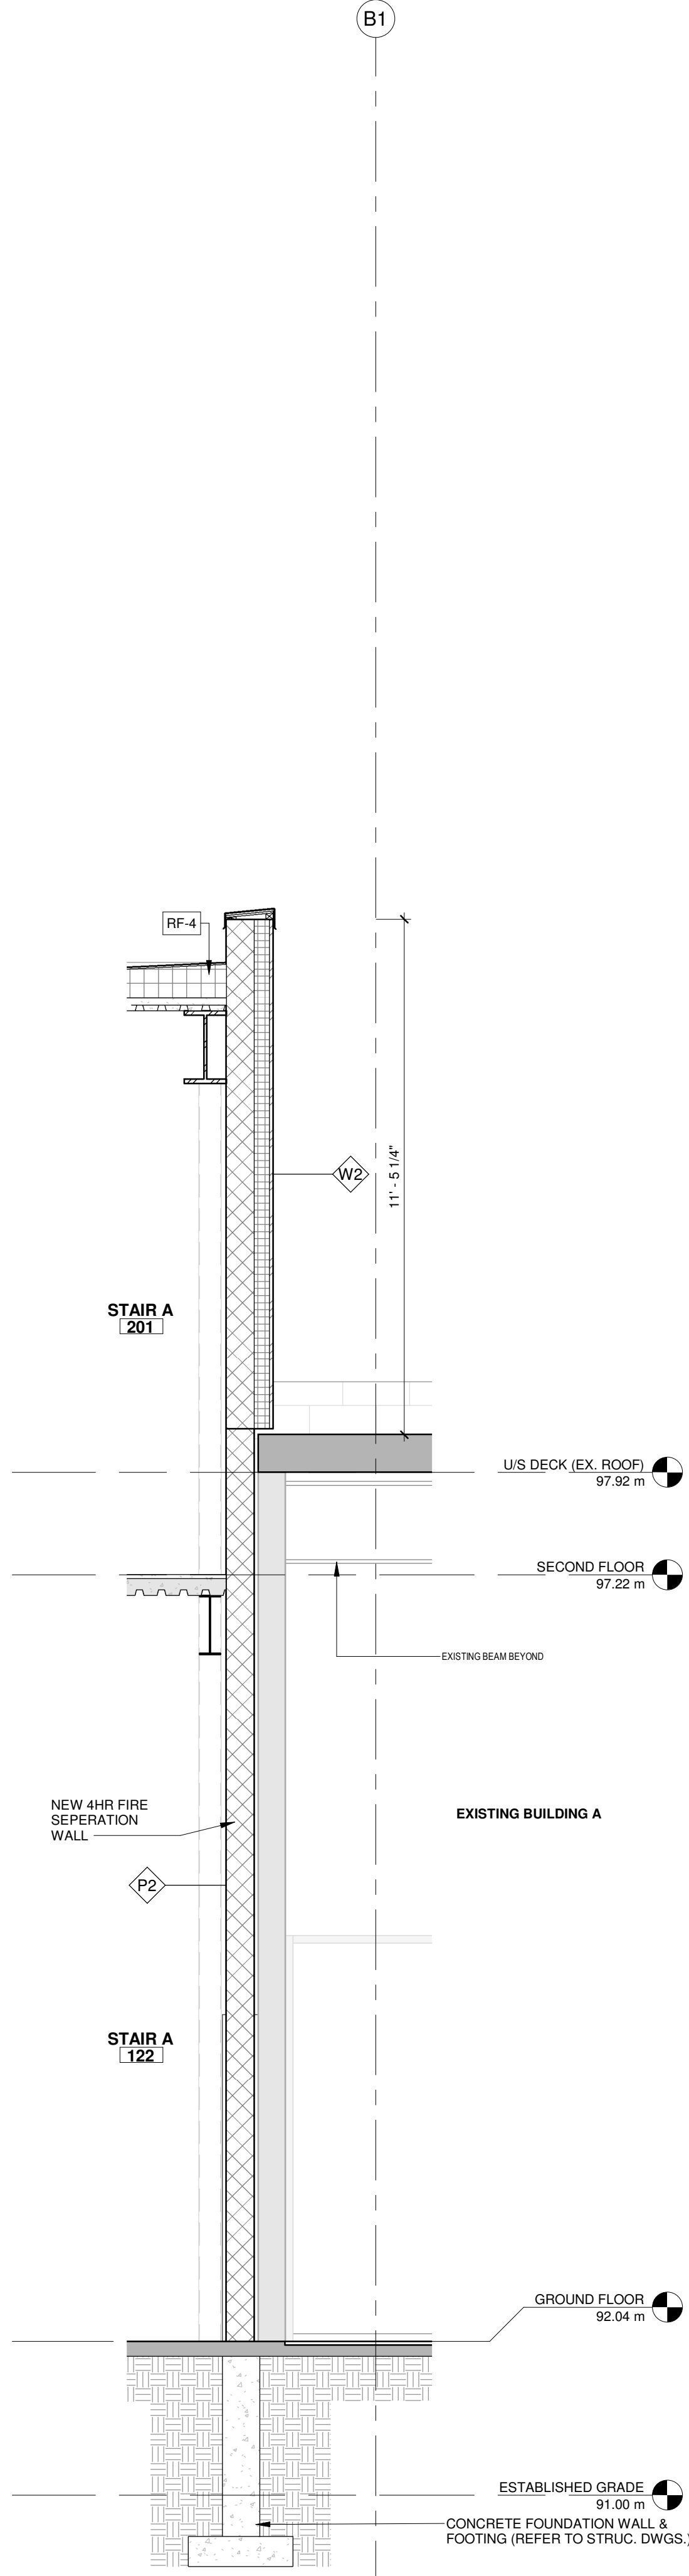 B1
RF-4
W2
11' - 5 1/4"
STAIR A
201
U/S DECK (EX. ROOF)
97.92 m
SECOND FLOOR
97.22 m
EXISTING BEAM BEYOND
NEW 4HR FIRE
SEPERATION
WALL
EXISTING BUILDING A
P2
STAIR A
122
GROUND FLOOR
92.04 m
ESTABLISHED GRADE
91.00 m
CONCRETE FOUNDATION WALL &
FOOTING (REFER TO STRUC. DWGS.)